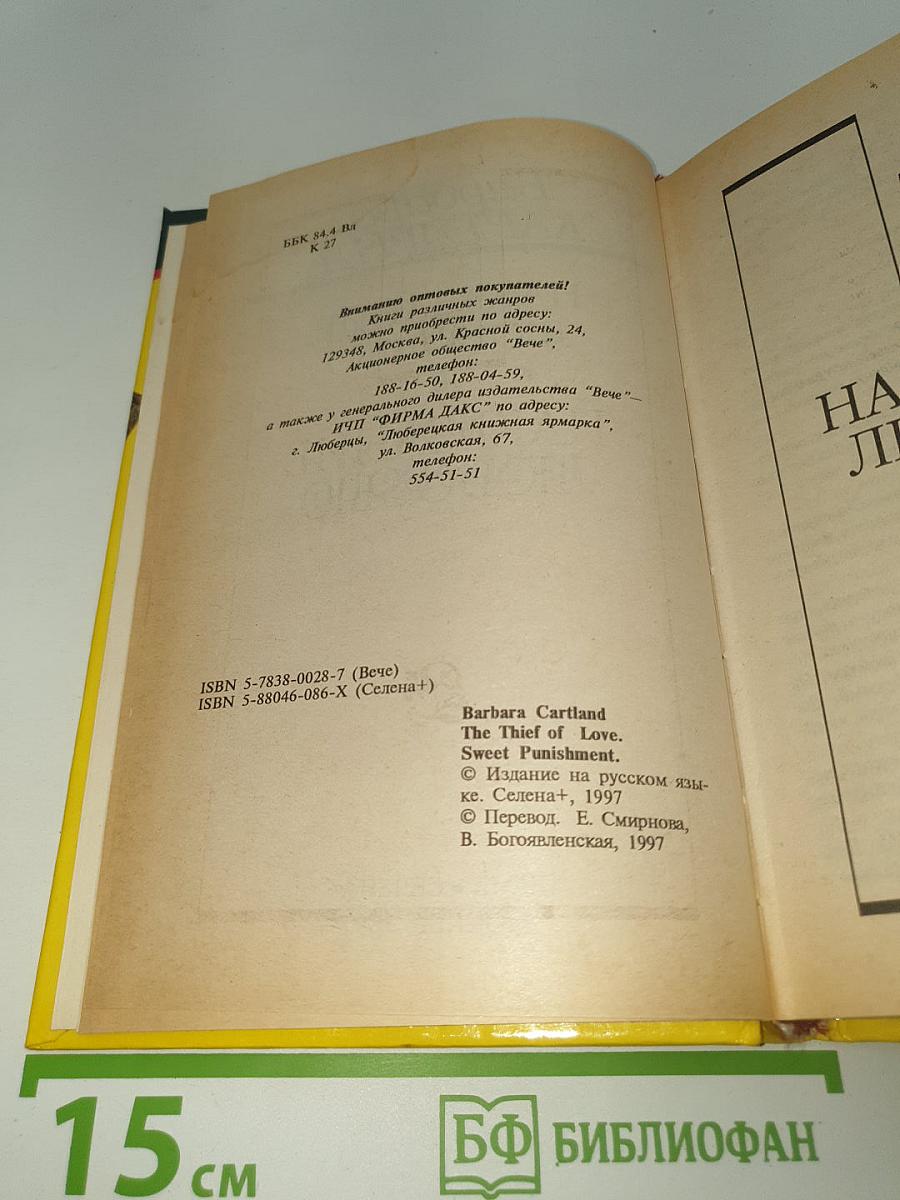 ББК 84.4 Вл
К 27
Вниманию оптовых покупателей!
Книги различных жанров
можно приобрести по адресу:
129348, Москва, ул. Красной сосны, 24,
Акционерное общество "Вече",
телефон:
188-16-50, 188-04-59,
а также у генерального дилера издательства "Вече"—
ИЧП "ФИРМА ДАКС" по адресу:
г. Люберцы, "Люберецкая книжная ярмарка",
ул. Волковская, 67,
телефон:
554-51-51
ISBN 5-7838-0028-7 (Вече)
ISBN 5-88046-086-X (Селена+)
Barbara Cartland
The Thief of Love.
Sweet Punishment.
© Издание на русском язы-
ке. Селена+, 1997
© Перевод. Е. Смирнова,
В. Богоявленская, 1997
НА
15 см
БФ БИБЛИОФАН